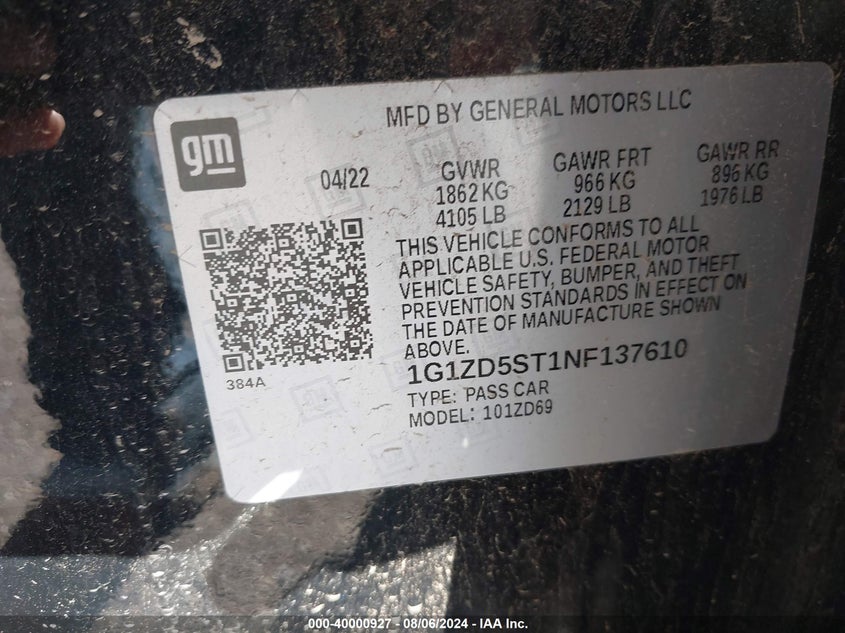 MFD BY GENERAL MOTORS LLC
gm
04/22
GVWR
1862 KG
4105 LB
GAWR FRT
966 KG
2129 LB
GAWR RR
896 KG
1976 LB
THIS VEHICLE CONFORMS TO ALL
APPLICABLE U.S. FEDERAL MOTOR
VEHICLE SAFETY, BUMPER, AND THEFT
PREVENTION STANDARDS IN EFFECT ON
THE DATE OF MANUFACTURE SHOWN
ABOVE.
384A
1G1ZD5ST1NF137610
TYPE: PASS CAR
MODEL: 101ZD69
000-40000927 - 08/06/2024 - IAA Inc.